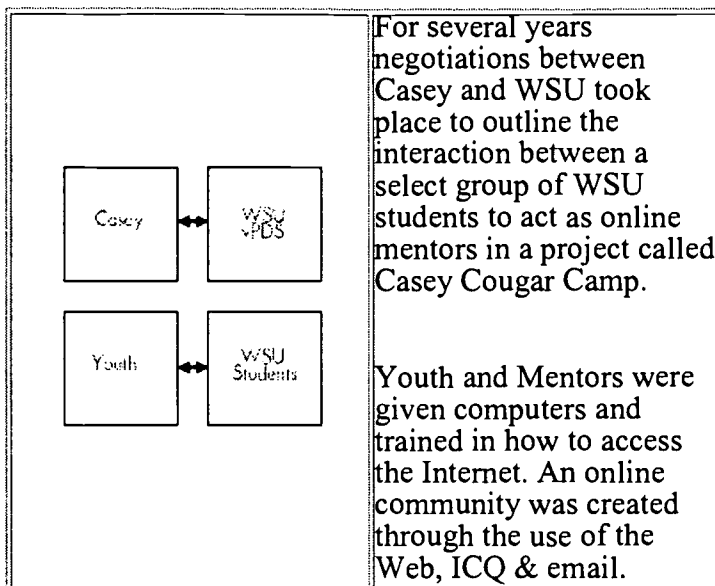 Casey
WSU
vPDS
Youth
WSU
Students
For several years
negotiations between
Casey and WSU took
place to outline the
interaction between a
select group of WSU
students to act as online
mentors in a project called
Casey Cougar Camp.
Youth and Mentors were
given computers and
trained in how to access
the Internet. An online
community was created
through the use of the
Web, ICQ & email.